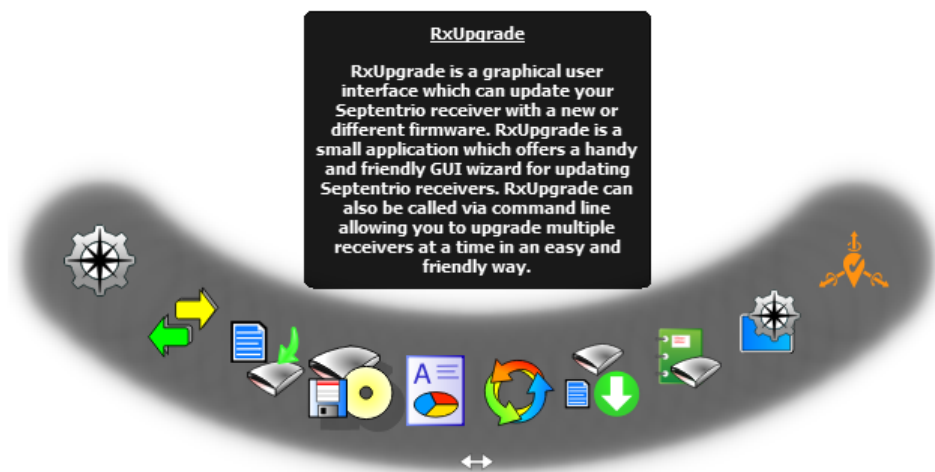 RxUpgrade
RxUpgrade is a graphical user
interface which can update your
Septentrio receiver with a new or
different firmware. RxUpgrade is a
small application which offers a handy
and friendly GUI wizard for updating
Septentrio receivers. RxUpgrade can
also be called via command line
allowing you to upgrade multiple
receivers at a time in an easy and
friendly way.
A